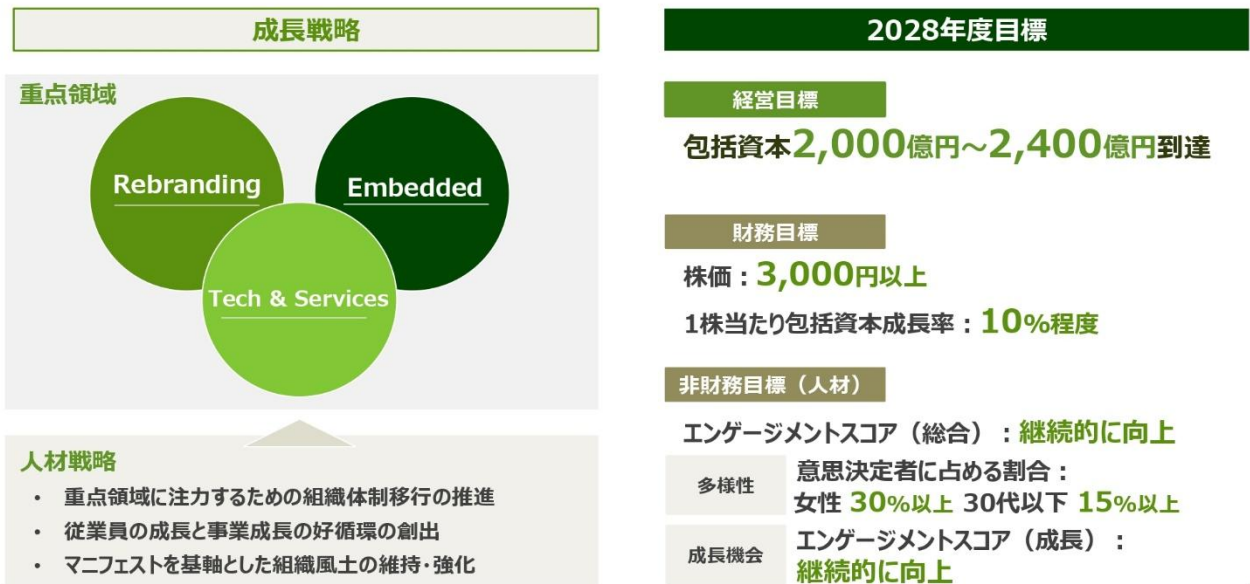 成長戦略
重点領域
Rebranding
Embedded
Tech & Services
人材戦略
・ 重点領域に注力するための組織体制移行の推進
・ 従業員の成長と事業成長の好循環の創出
・ マニフェストを基軸とした組織風土の維持・強化
2028年度目標
経営目標
包括資本2,000億円～2,400億円到達
財務目標
株価：3,000円以上
1株当たり包括資本成長率：10%程度
非財務目標（人材）
エンゲージメントスコア（総合）：継続的に向上
多様性
意思決定者に占める割合：
女性 30%以上 30代以下 15%以上
成長機会
エンゲージメントスコア（成長）：
継続的に向上